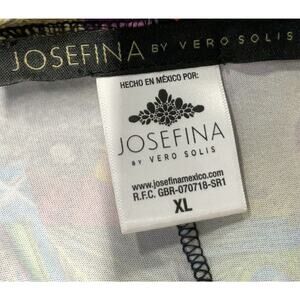 JOSEFINA BY VERO SOLIS
HECHO EN MÉXICO POR:
JOSEFINA
BY VERO SOLIS
www.josefinamexico.com
R.F.C. GBR-070718-SR1
XL